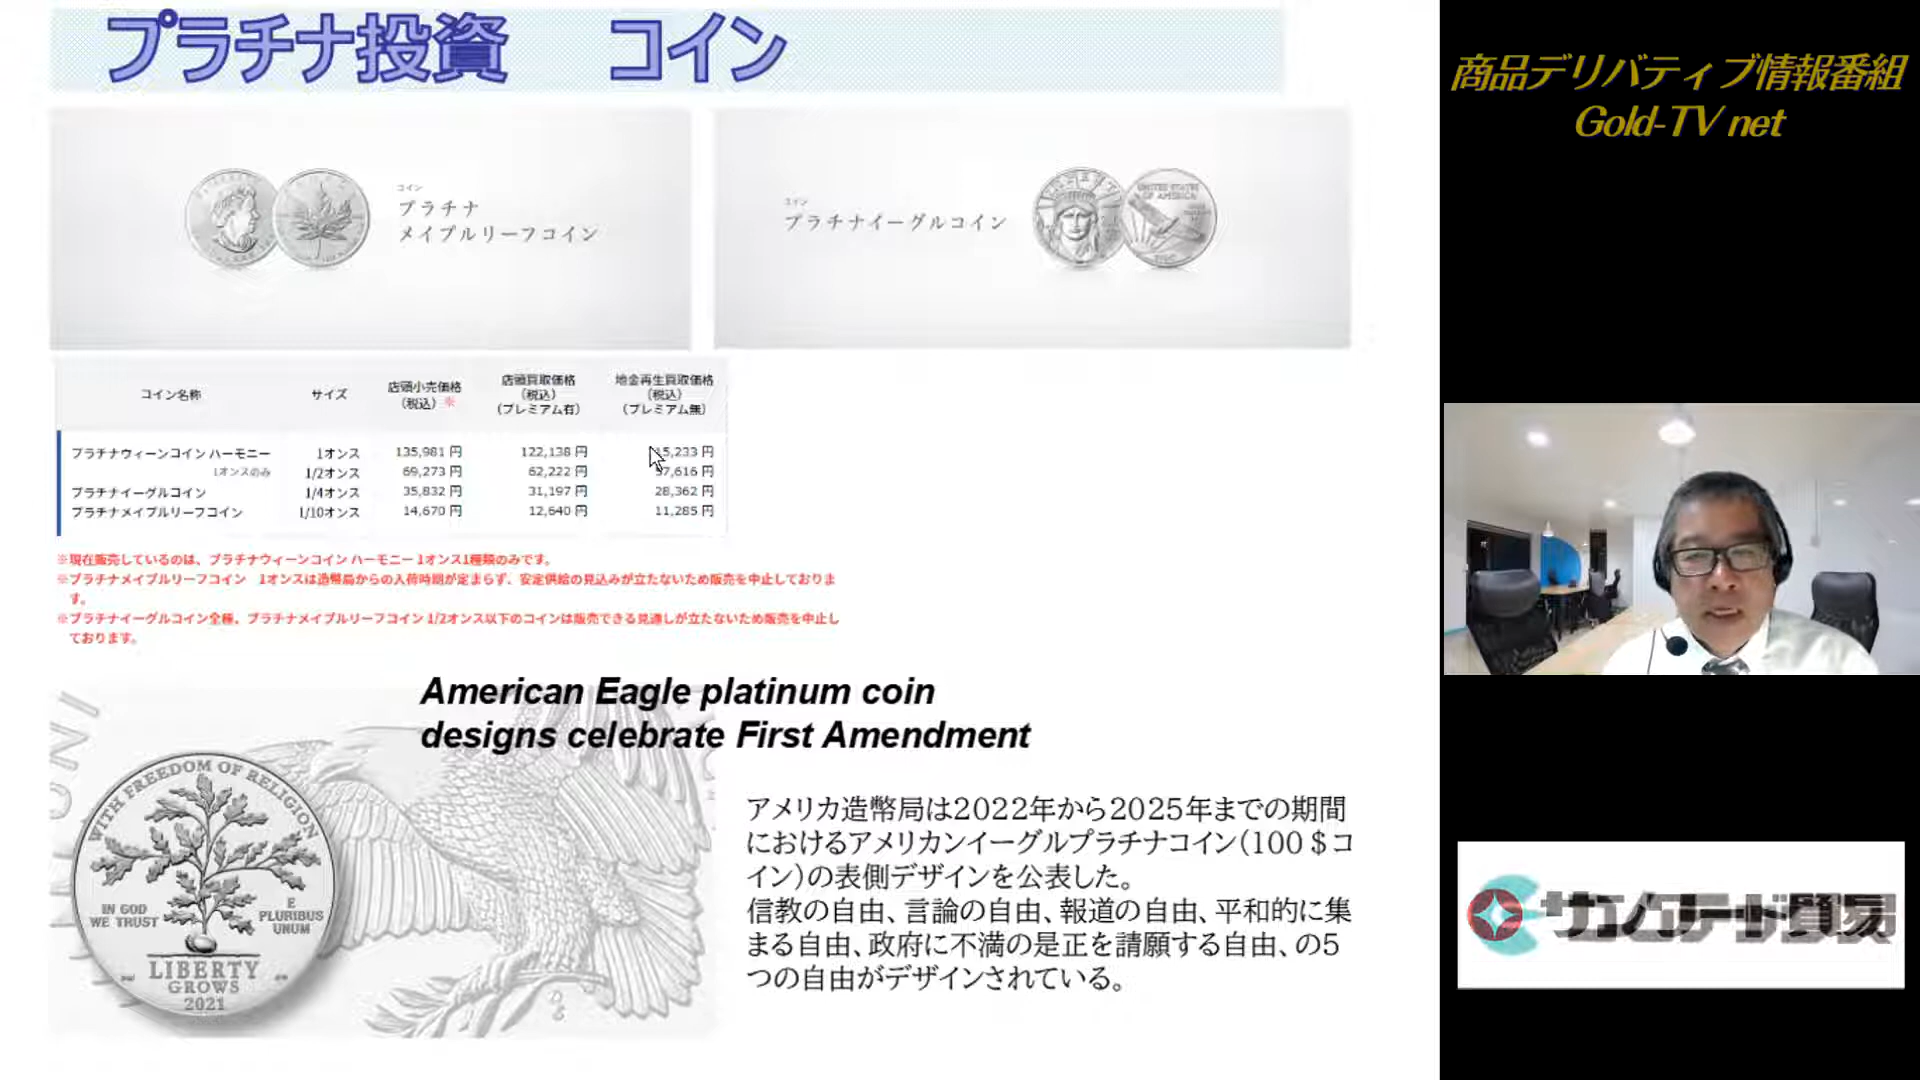 プラチナ投資　コイン
商品デリバティブ情報番組
Gold-TV net
コイン
プラチナ
メイプルリーフコイン
コイン
プラチナイーグルコイン
LIBERTY
UNITED STATES
OF AMERICA
コイン名称 サイズ 店頭小売価格（税込）※ 店頭買取価格（税込）（プレミアム有） 地金再生買取価格（税込）（プレミアム無）
プラチナウィーンコイン ハーモニー 1オンス 135,981 円 122,138 円 5,233 円
1オンスのみ 1/2オンス 69,273 円 62,222 円 57,616 円
プラチナイーグルコイン 1/4オンス 35,832 円 31,197 円 28,362 円
プラチナメイプルリーフコイン 1/10オンス 14,670 円 12,640 円 11,285 円
※現在販売しているのは、プラチナウィーンコイン ハーモニー 1オンス1種類のみです。
※プラチナメイプルリーフコイン　1オンスは造幣局からの入荷時期が定まらず、安定供給の見込みが立たないため販売を中止しておりま
す。
※プラチナイーグルコイン全種、プラチナメイプルリーフコイン 1/2オンス以下のコインは販売できる見通しが立たないため販売を中止し
ております。
American Eagle platinum coin
designs celebrate First Amendment
WITH FREEDOM OF RELIGION
IN GOD
WE TRUST
E
PLURIBUS
UNUM
LIBERTY
GROWS
2021
アメリカ造幣局は2022年から2025年までの期間
におけるアメリカンイーグルプラチナコイン(100＄コ
イン)の表側デザインを公表した。
信教の自由、言論の自由、報道の自由、平和的に集
まる自由、政府に不満の是正を請願する自由、の5
つの自由がデザインされている。
サンワード貿易